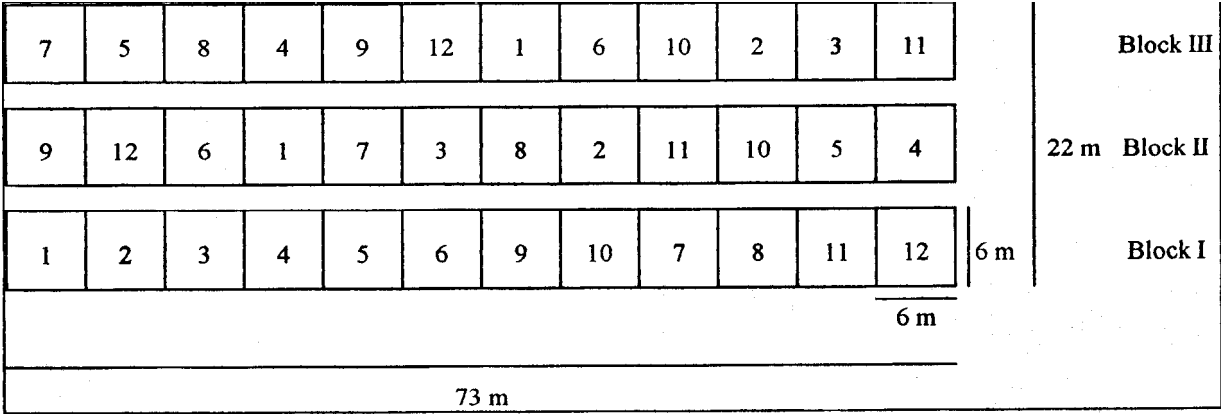 7 5 8 4 9 12 1 6 10 2 3 11 Block III
9 12 6 1 7 3 8 2 11 10 5 4 22 m Block II
1 2 3 4 5 6 9 10 7 8 11 12 6 m Block I
6 m
73 m